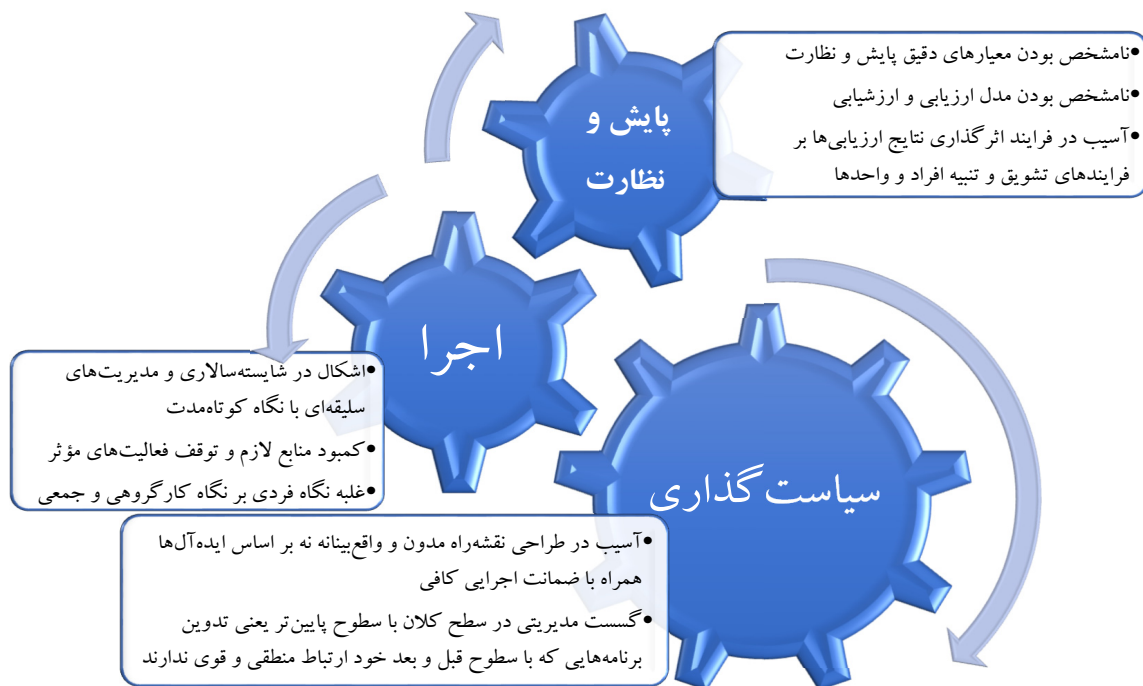 پایش و
نظارت
•نامشخص بودن معیارهای دقیق پایش و نظارت
•نامشخص بودن مدل ارزیابی و ارزشیابی
•آسیب در فرایند اثرگذاری نتایج ارزیابی‌ها بر
فرایندهای تشویق و تنبیه افراد و واحدها
اجرا
•اشکال در شایسته‌سالاری و مدیریت‌های
سلیقه‌ای با نگاه کوتاه‌مدت
•کمبود منابع لازم و توقف فعالیت‌های مؤثر
•غلبه نگاه فردی بر نگاه کارگروهی و جمعی
سیاست‌گذاری
•آسیب در طراحی نقشه‌راه مدون و واقع‌بینانه نه بر اساس ایده‌آل‌ها
همراه با ضمانت اجرایی کافی
•گسست مدیریتی در سطح کلان با سطوح پایین‌تر یعنی تدوین
برنامه‌هایی که با سطوح قبل و بعد خود ارتباط منطقی و قوی ندارند